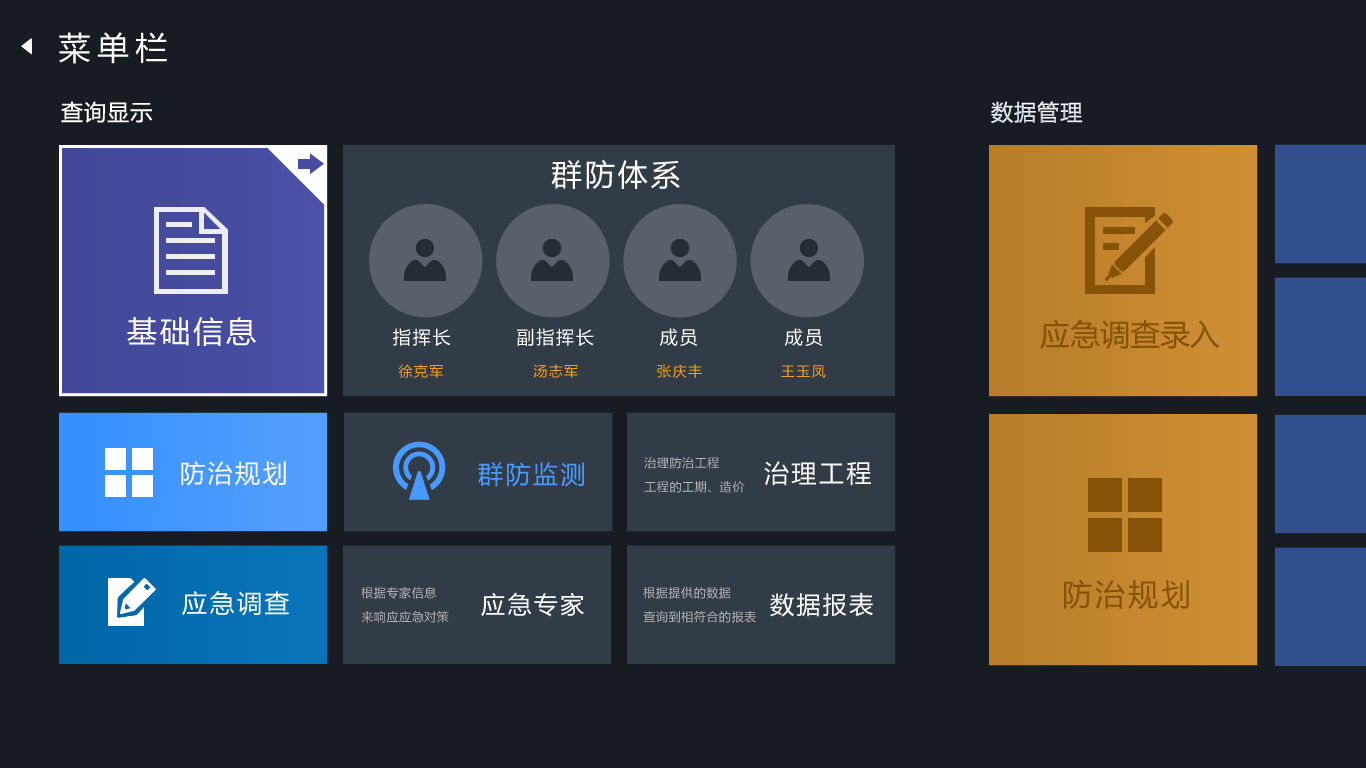 菜单栏
查询显示
基础信息
群防体系
指挥长
副指挥长
成员
成员
徐克军
汤志军
张庆丰
王玉凤
防治规划
群防监测
治理防治工程
工程的工期、造价
治理工程
应急调查
根据专家信息
来响应应急对策
应急专家
根据提供的数据
查询到相符合的报表
数据报表
数据管理
应急调查录入
防治规划